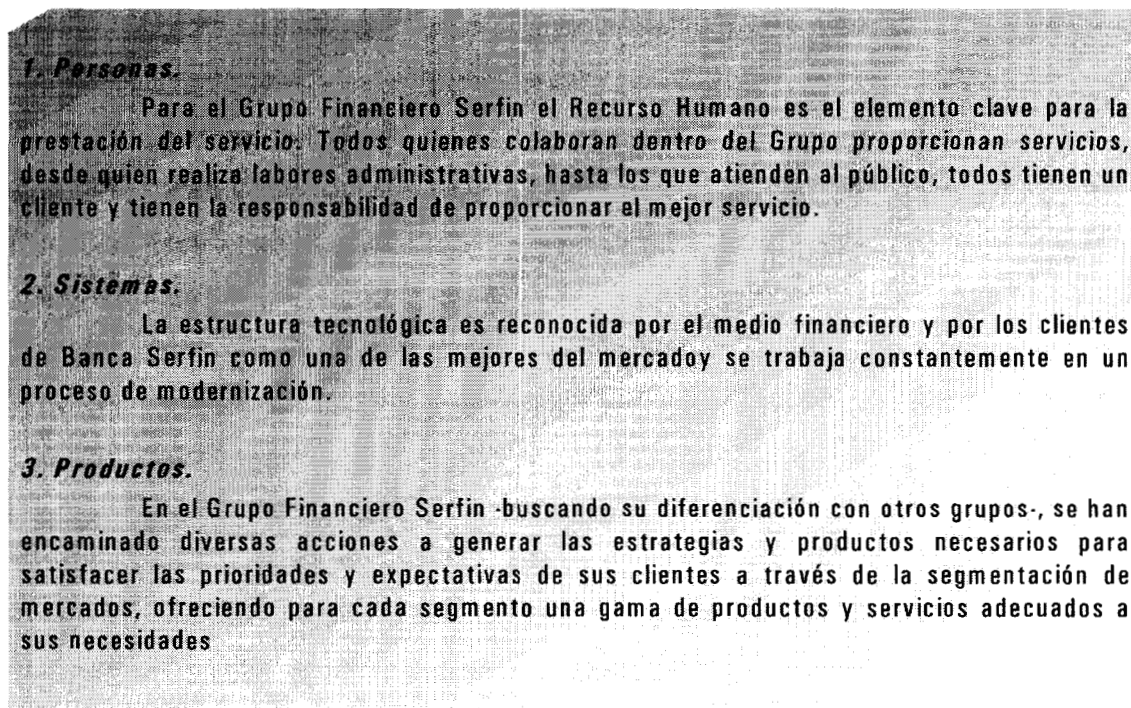 1. Personas.
Para el Grupo Financiero Serfin el Recurso Humano es el elemento clave para la
prestación del servicio. Todos quienes colaboran dentro del Grupo proporcionan servicios,
desde quien realiza labores administrativas, hasta los que atienden al público, todos tienen un
cliente y tienen la responsabilidad de proporcionar el mejor servicio.
2. Sistemas.
La estructura tecnológica es reconocida por el medio financiero y por los clientes
de Banca Serfin como una de las mejores del mercadoy se trabaja constantemente en un
proceso de modernización.
3. Productos.
En el Grupo Financiero Serfin -buscando su diferenciación con otros grupos-, se han
encaminado diversas acciones a generar las estrategias y productos necesarios para
satisfacer las prioridades y expectativas de sus clientes a través de la segmentación de
mercados, ofreciendo para cada segmento una gama de productos y servicios adecuados a
sus necesidades